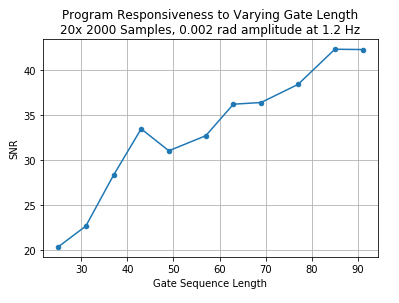 Program Responsiveness to Varying Gate Length
20x 2000 Samples, 0.002 rad amplitude at 1.2 Hz
40
35
30
25
20
SNR
30 40 50 60 70 80 90
Gate Sequence Length